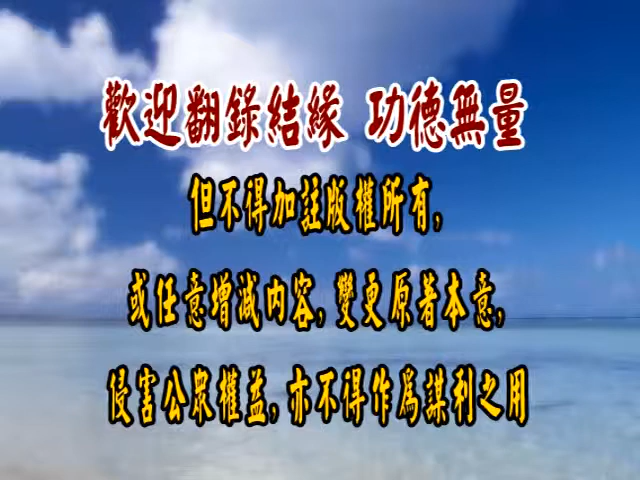 歡迎翻錄結緣 功德無量
但不得加註版權所有,
或任意增減內容,變更原著本意,
侵害公眾權益,亦不得作為謀利之用